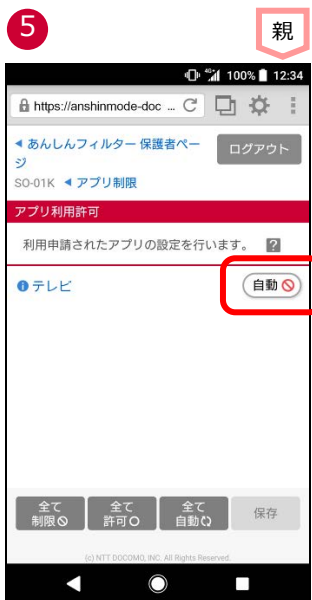 5
親
100% 12:34
https://anshinmode-doc ...
あんしんフィルター 保護者ペー
ジ
ログアウト
SO-01K ◀ アプリ制限
アプリ利用許可
利用申請されたアプリの設定を行います。 ?
テレビ
自動
全て
制限
全て
許可
全て
自動
保存
(c) NTT DOCOMO, INC. All Rights Reserved.